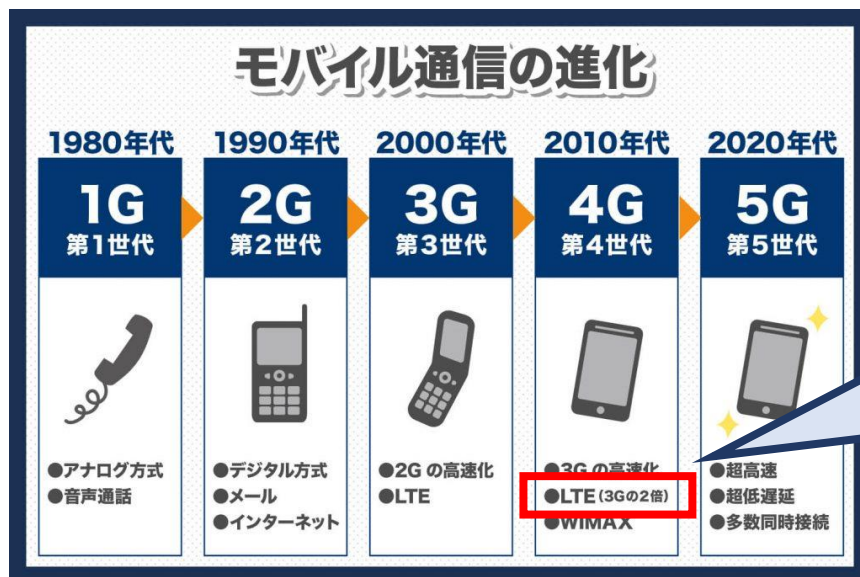 モバイル通信の進化
1980年代
1G
第1世代
●アナログ方式
●音声通話
1990年代
2G
第2世代
●デジタル方式
●メール
●インターネット
2000年代
3G
第3世代
●2Gの高速化
●LTE
2010年代
4G
第4世代
●3Gの高速化
●LTE(3Gの2倍)
●WIMAX
2020年代
5G
第5世代
●超高速
●超低遅延
●多数同時接続